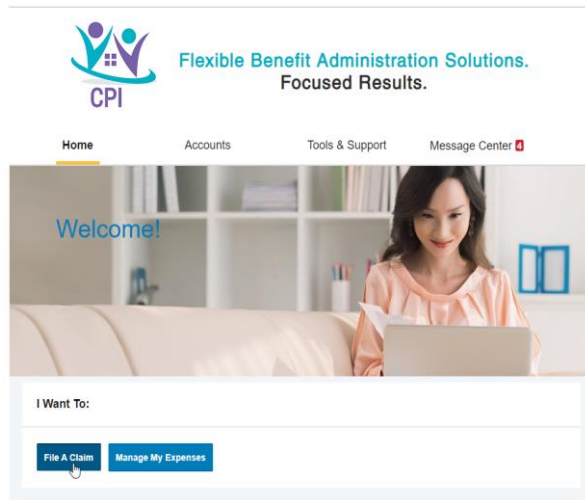 Flexible Benefit Administration Solutions.
Focused Results.
CPI
Home Accounts Tools & Support Message Center 4
Welcome!
I Want To:
File A Claim Manage My Expenses